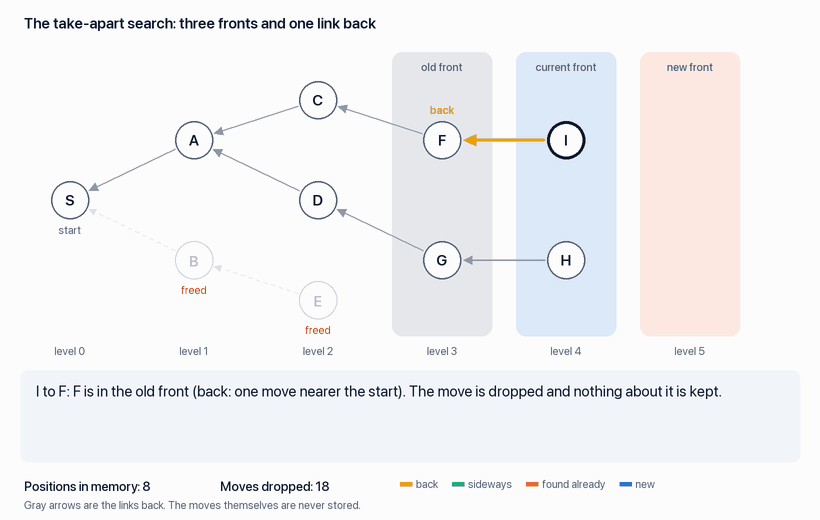 The take-apart search: three fronts and one link back
old front
current front
new front
C
back
A
F
I
S
D
start
B
G
H
freed
E
freed
level 0
level 1
level 2
level 3
level 4
level 5
I to F: F is in the old front (back: one move nearer the start). The move is dropped and nothing about it is kept.
Positions in memory: 8
Moves dropped: 18
back
sideways
found already
new
Gray arrows are the links back. The moves themselves are never stored.